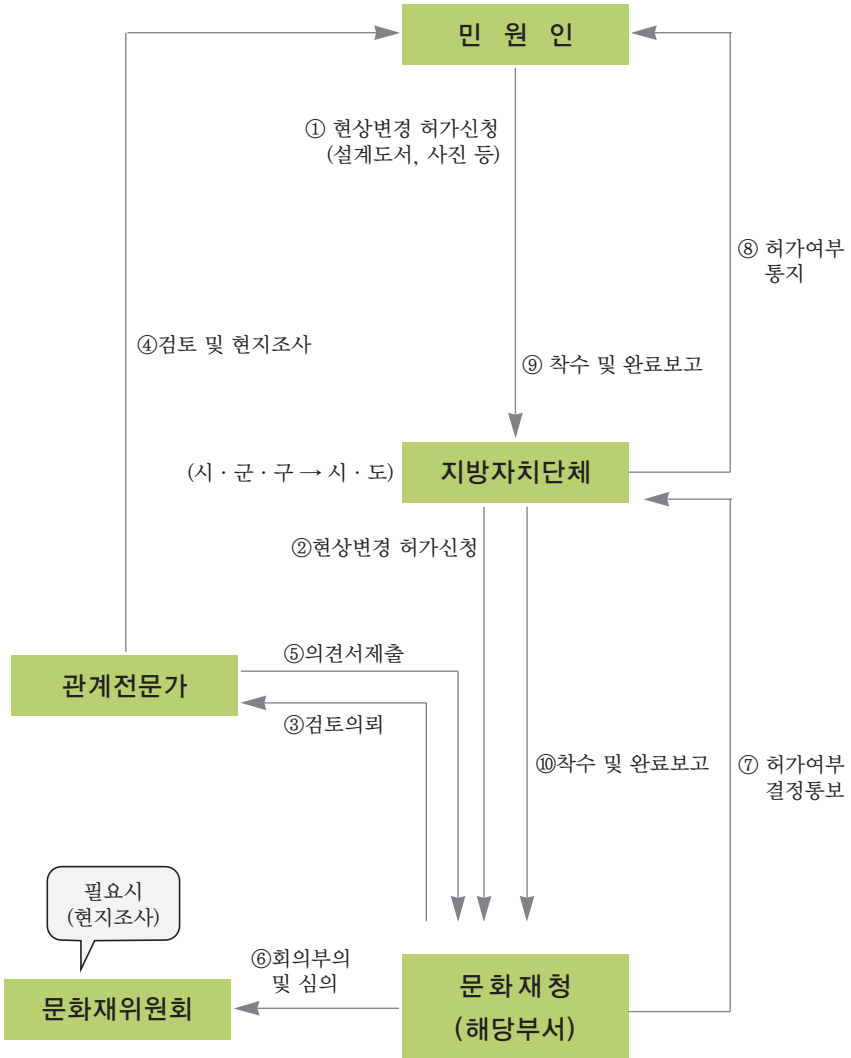 민 원 인
① 현상변경 허가신청
(설계도서, 사진 등)
⑧ 허가여부
통지
④검토 및 현지조사
⑨ 착수 및 완료보고
(시 · 군 · 구 → 시 · 도)
지방자치단체
②현상변경 허가신청
⑤의견서제출
관계전문가
③검토의뢰
⑩착수 및 완료보고
⑦ 허가여부
결정통보
필요시
(현지조사)
⑥회의부의
및 심의
문화재위원회
문화재청
(해당부서)